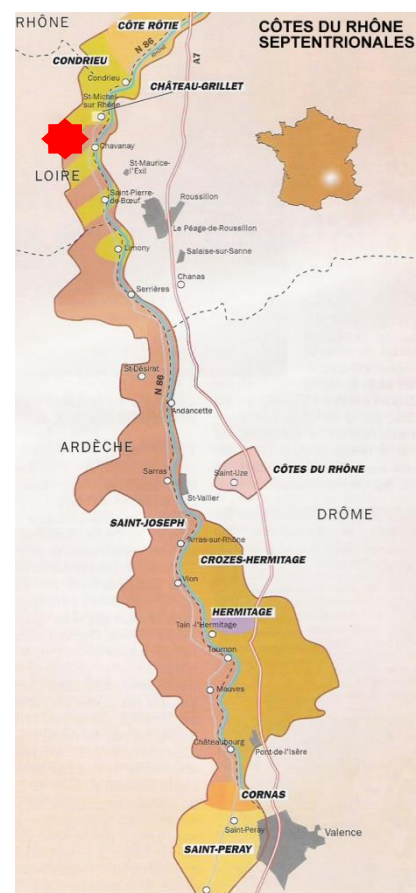 RHÔNE
CÔTE RÔTIE
CÔTES DU RHÔNE
SEPTENTRIONALES
N 86
A7
CONDRIEU
Condrieu
CHÂTEAU-GRILLET
St-Michel-
sur Rhône
Chavanay
St-Maurice-
l'Exil
LOIRE
Saint-Pierre-
de-Bœuf
Roussillon
Le Péage-de-Roussillon
Limony
Salaise-sur-Sanne
Chanas
Serrières
St-Désirat
N 86
Andancette
ARDÈCHE
Sarras
Saint-Uze
CÔTES DU RHÔNE
St-Vallier
DRÔME
SAINT-JOSEPH
Arras-sur-Rhône
CROZES-HERMITAGE
Vion
HERMITAGE
Tain-l'Hermitage
Tournon
Mauves
Châteaubourg
Pont-de-l'Isère
CORNAS
Saint-Peray
Valence
SAINT-PERAY